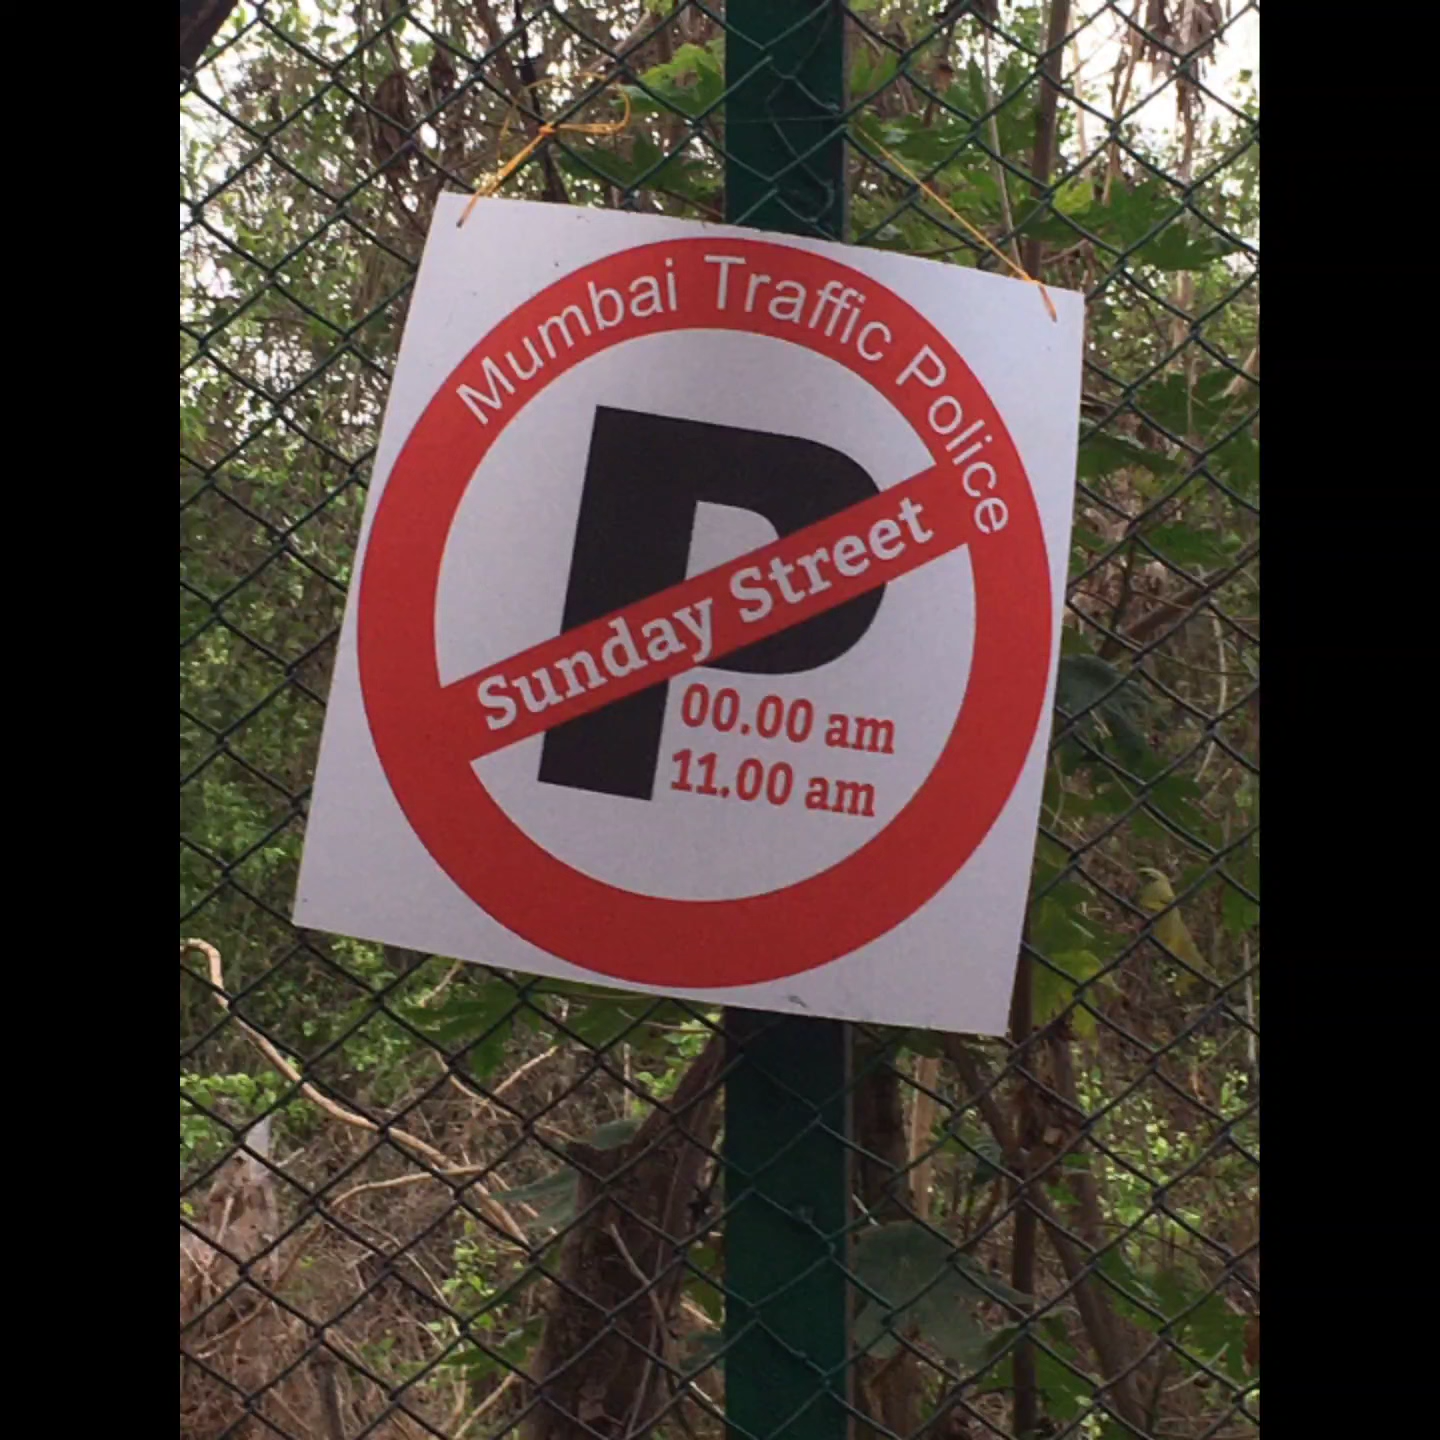 Mumbai Traffic Police
P
Sunday Street
00.00 am
11.00 am